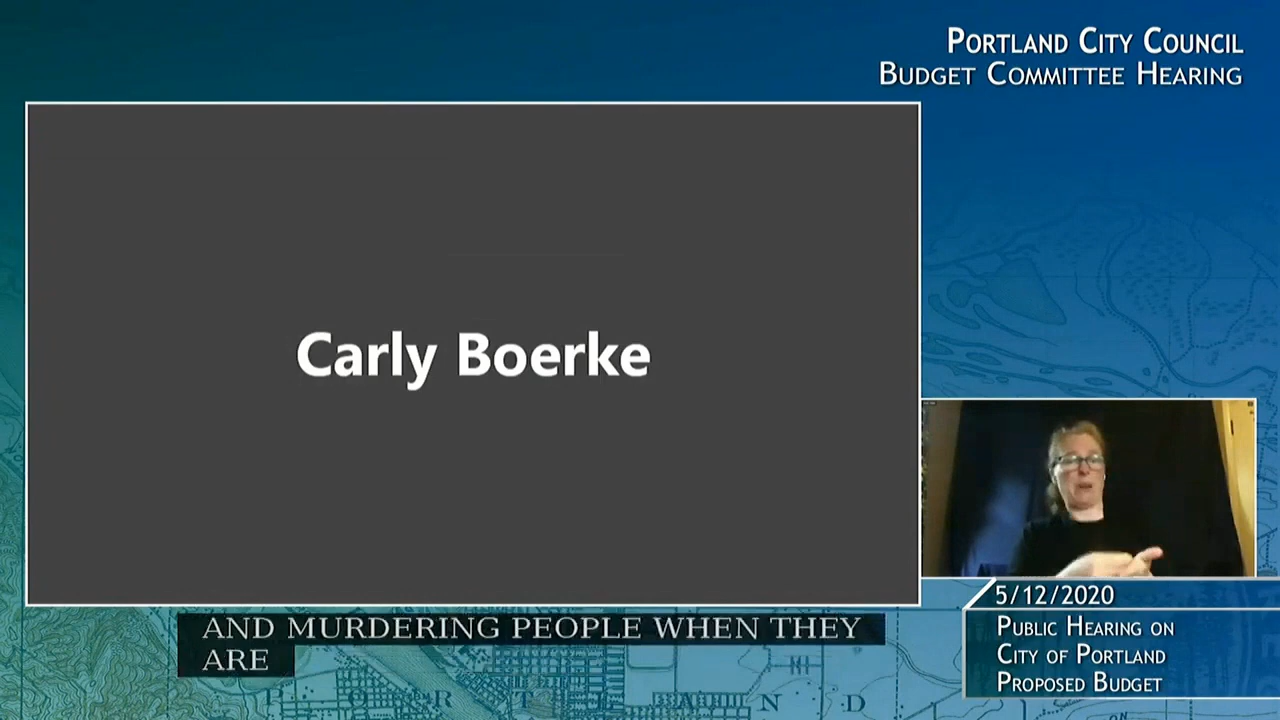 PORTLAND CITY COUNCIL
BUDGET COMMITTEE HEARING
Carly Boerke
AND MURDERING PEOPLE WHEN THEY
ARE
5/12/2020
PUBLIC HEARING ON
CITY OF PORTLAND
PROPOSED BUDGET
P O R T L A N D